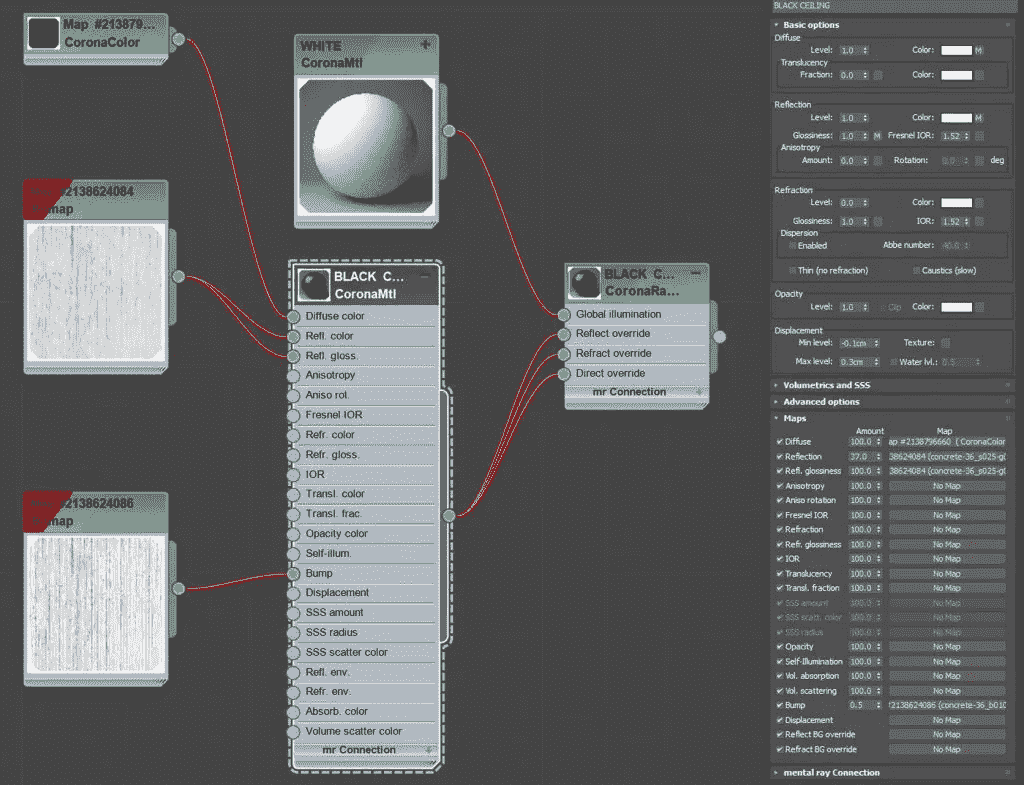 Map #213879...
CoronaColor
#2138624084
map
#2138624086
map
WHITE
CoronaMtl
BLACK C...
CoronaMtl
Diffuse color
Refl. color
Refl. gloss.
Anisotropy
Aniso rot.
Fresnel IOR
Refr. color
Refr. gloss.
IOR
Transl. color
Transl. frac.
Opacity color
Self-illum.
Bump
Displacement
SSS amount
SSS radius
SSS scatter color
Refl. env.
Refr. env.
Absorb. color
Volume scatter color
mr Connection
BLACK C...
CoronaRa...
Global illumination
Reflect override
Refract override
Direct override
mr Connection
BLACK CEILING
Basic options
Diffuse
Level: 1.0 Color: M
Translucency
Fraction: 0.0 Color:
Reflection
Level: 1.0 Color: M
Glossiness: 1.0 M Fresnel IOR: 1.52
Anisotropy
Amount: 0.0 Rotation: 0.0 deg
Refraction
Level: 0.0 Color:
Glossiness: 1.0 IOR: 1.52
Dispersion
Enabled Abbe number: 40.0
Thin (no refraction) Caustics (slow)
Opacity
Level: 1.0 Clip Color:
Displacement
Min level: -0.1cm Texture:
Max level: 0.3cm Water lvl.: 0.5
Volumetrics and SSS
Advanced options
Maps
Amount Map
Diffuse 100.0 ap #2138796660 ( CoronaColor
Reflection 37.0 38624084 (concrete-36_s025-g0
Refl. glossiness 100.0 38624084 (concrete-36_s025-g0
Anisotropy 100.0 No Map
Aniso rotation 100.0 No Map
Fresnel IOR 100.0 No Map
Refraction 100.0 No Map
Refr. glossiness 100.0 No Map
IOR 100.0 No Map
Translucency 100.0 No Map
Transl. fraction 100.0 No Map
SSS amount 100.0 No Map
SSS scatt. color 100.0 No Map
SSS radius 100.0 No Map
Opacity 100.0 No Map
Self-Illumination 100.0 No Map
Vol. absorption 100.0 No Map
Vol. scattering 100.0 No Map
Bump 0.5 2138624086 (concrete-36_b010
Displacement No Map
Reflect BG override No Map
Refract BG override No Map
mental ray Connection